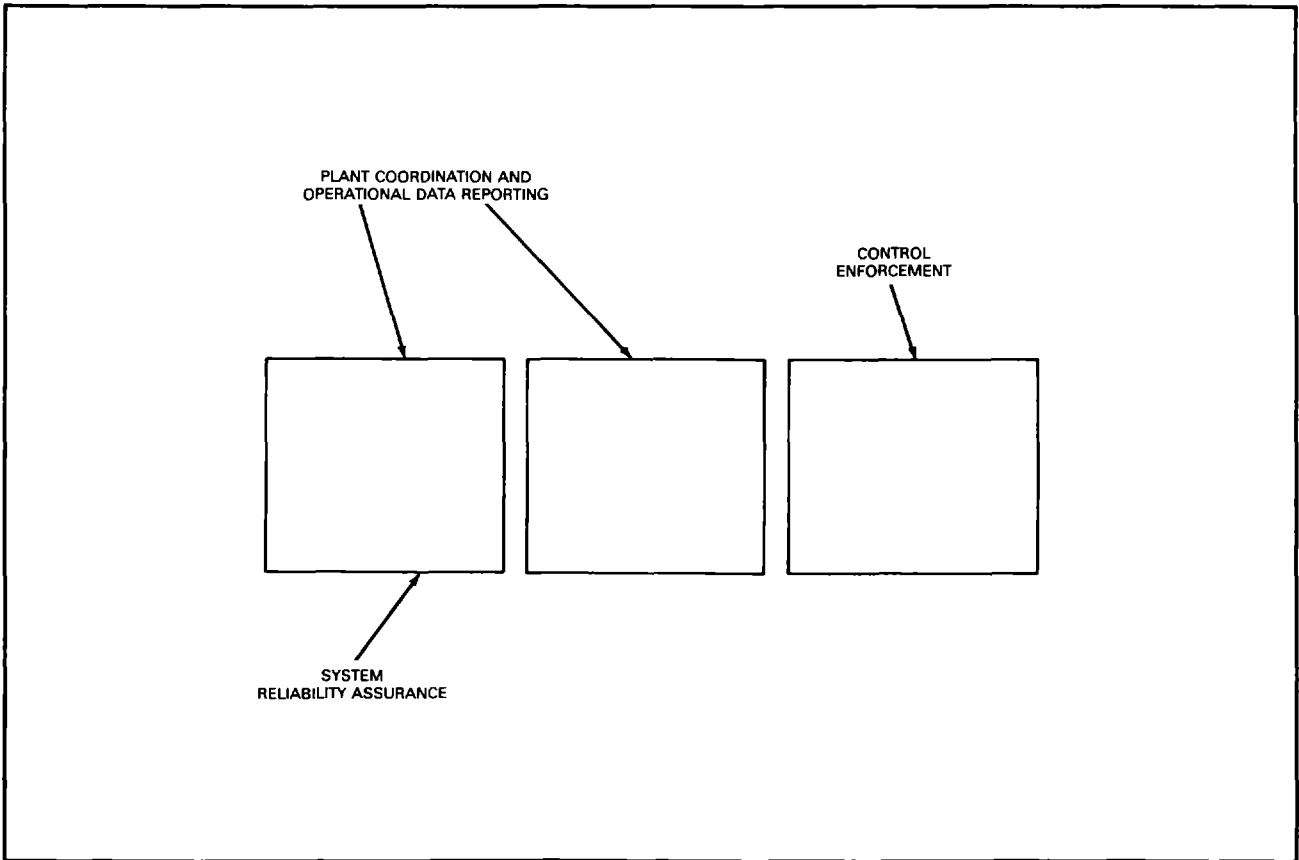 PLANT COORDINATION AND
OPERATIONAL DATA REPORTING
CONTROL
ENFORCEMENT
SYSTEM
RELIABILITY ASSURANCE